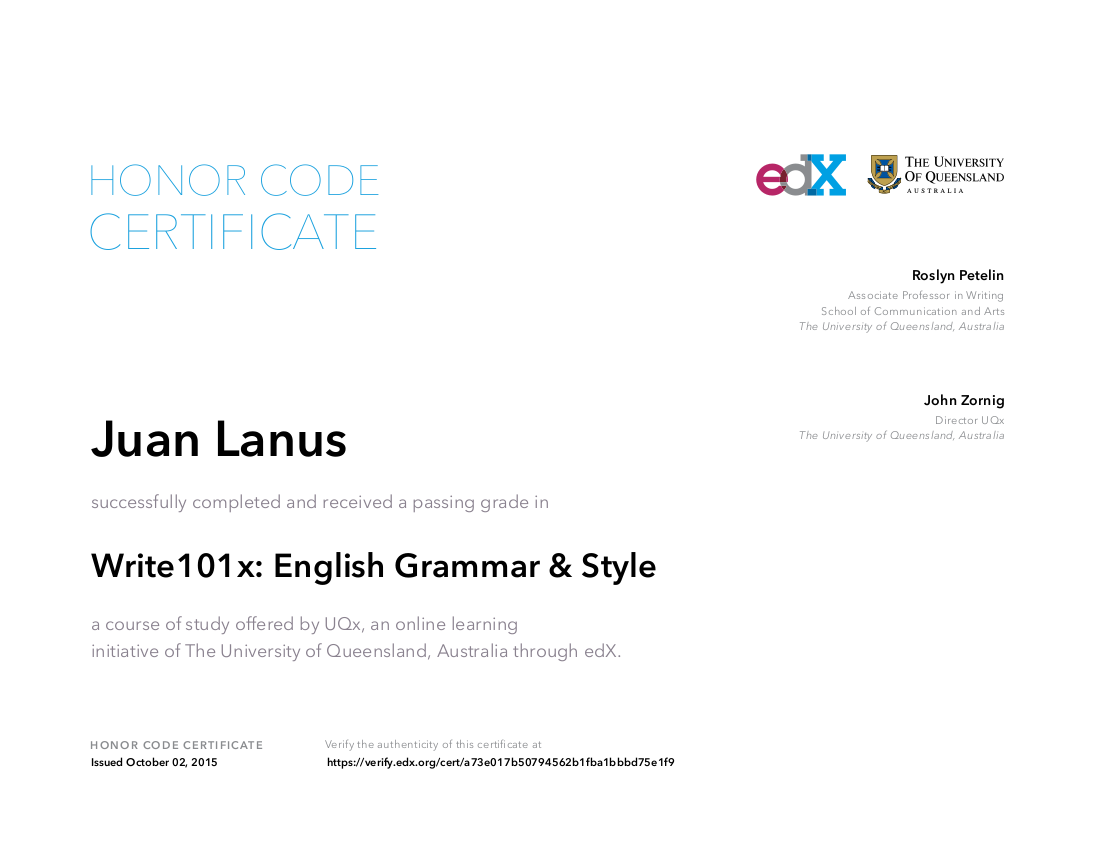 HONOR CODE
CERTIFICATE
edX
THE UNIVERSITY
OF QUEENSLAND
AUSTRALIA
Roslyn Petelin
Associate Professor in Writing
School of Communication and Arts
The University of Queensland, Australia
John Zornig
Director UQx
The University of Queensland, Australia
Juan Lanus
successfully completed and received a passing grade in
Write101x: English Grammar & Style
a course of study offered by UQx, an online learning
initiative of The University of Queensland, Australia through edX.
HONOR CODE CERTIFICATE
Issued October 02, 2015
Verify the authenticity of this certificate at
https://verify.edx.org/cert/a73e017b50794562b1fba1bbbd75e1f9